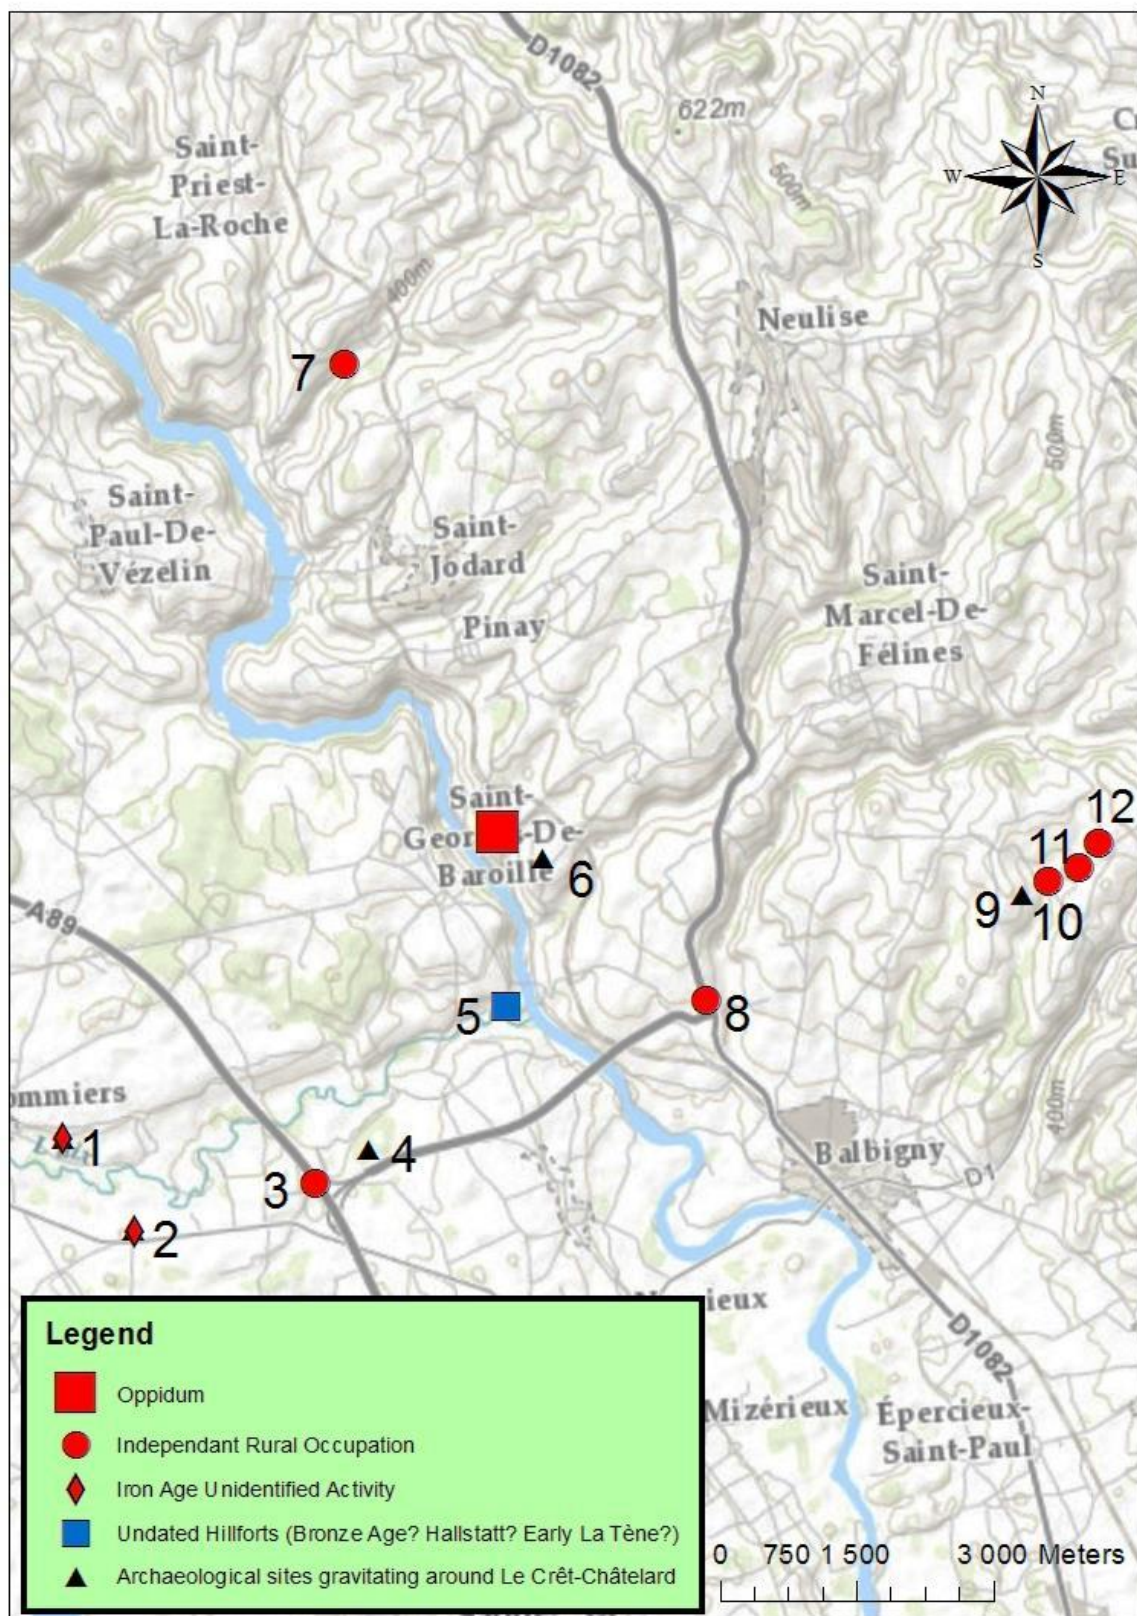 D1082
622m
N
W
E
S
Saint-
Priest-
La-Roche
500m
400m
Neulise
7
500m
Saint-
Paul-De-
Vézelin
Saint-
Jodard
Pinay
Saint-
Marcel-De-
Félines
Saint-
Baroille
6
12
11
9
10
A89
5
8
1
4
Balbigny
400m
D1
3
2
D1082
Mizérieux
Épercieux-
Saint-Paul
Legend
Oppidum
Independant Rural Occupation
Iron Age Unidentified Activity
Undated Hillforts (Bronze Age? Hallstatt? Early La Tène?)
Archaeological sites gravitating around Le Crêt-Châtelard
0 750 1 500 3 000 Meters